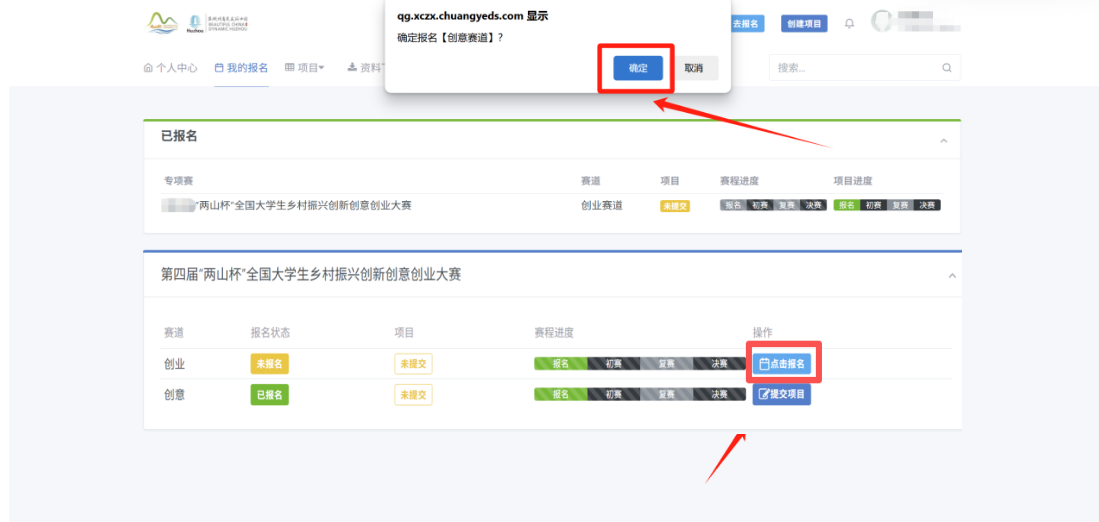 qg.xczx.chuangyeds.com 显示
确定报名【创意赛道】?
确定 取消
Huzhou
BEAUTIFUL CHINA
DYNAMIC HUZHOU
去报名 创建项目
个人中心 我的报名 项目 资料 搜索...
已报名
专项赛 赛道 项目 赛程进度 项目进度
“两山杯”全国大学生乡村振兴创新创意创业大赛 创业赛道 未提交 报名 初赛 复赛 决赛 报名 初赛 复赛 决赛
第四届“两山杯”全国大学生乡村振兴创新创意创业大赛
赛道 报名状态 项目 赛程进度 操作
创业 未报名 未提交 报名 初赛 复赛 决赛 点击报名
创意 已报名 未提交 报名 初赛 复赛 决赛 提交项目